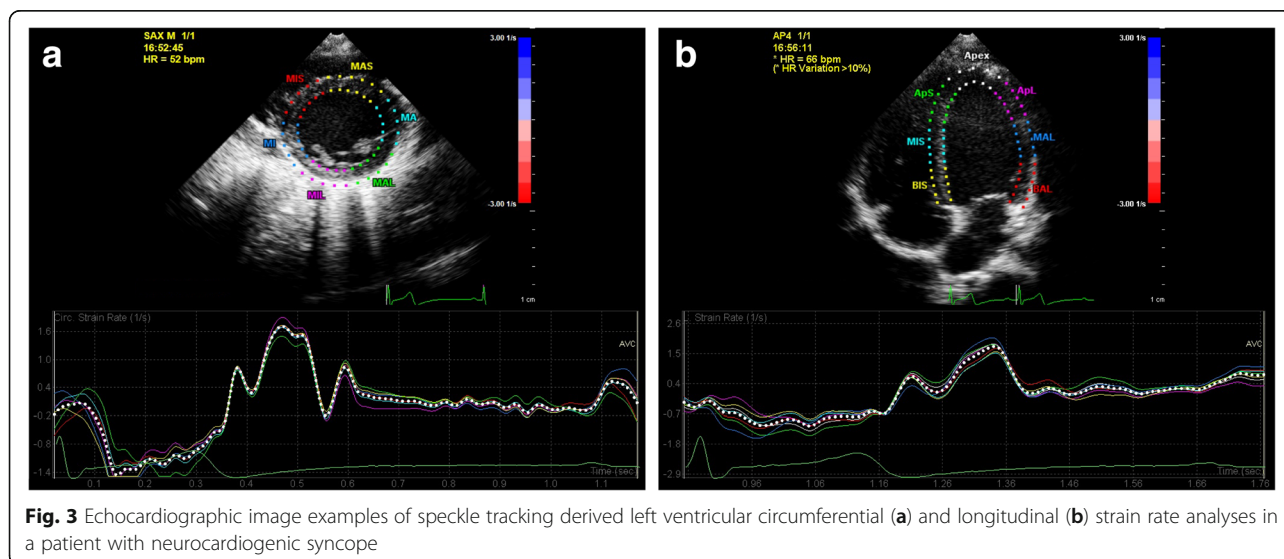 a
SAX M 1/1
16:52:45
HR = 52 bpm
3.00 1/s
MAS
MIS
MA
MI
MAL
MIL
-3.00 1/s
1 cm
Circ. Strain Rate (1/s)
1.6
AVC
1.0
0.4
-0.2
-0.8
-1.4
Time (sec)
0.1 0.2 0.3 0.4 0.5 0.6 0.7 0.8 0.9 1.0 1.1
b
AP4 1/1
16:56:11
* HR = 66 bpm
(* HR Variation >10%)
3.00 1/s
Apex
ApS
ApL
MIS
MAL
BIS
BAL
-3.00 1/s
1 cm
Strain Rate (1/s)
2.6
AVC
1.5
0.4
-0.7
-1.8
-2.9
Time (sec)
0.96 1.06 1.16 1.26 1.36 1.46 1.56 1.66 1.76
Fig. 3 Echocardiographic image examples of speckle tracking derived left ventricular circumferential (a) and longitudinal (b) strain rate analyses in
a patient with neurocardiogenic syncope